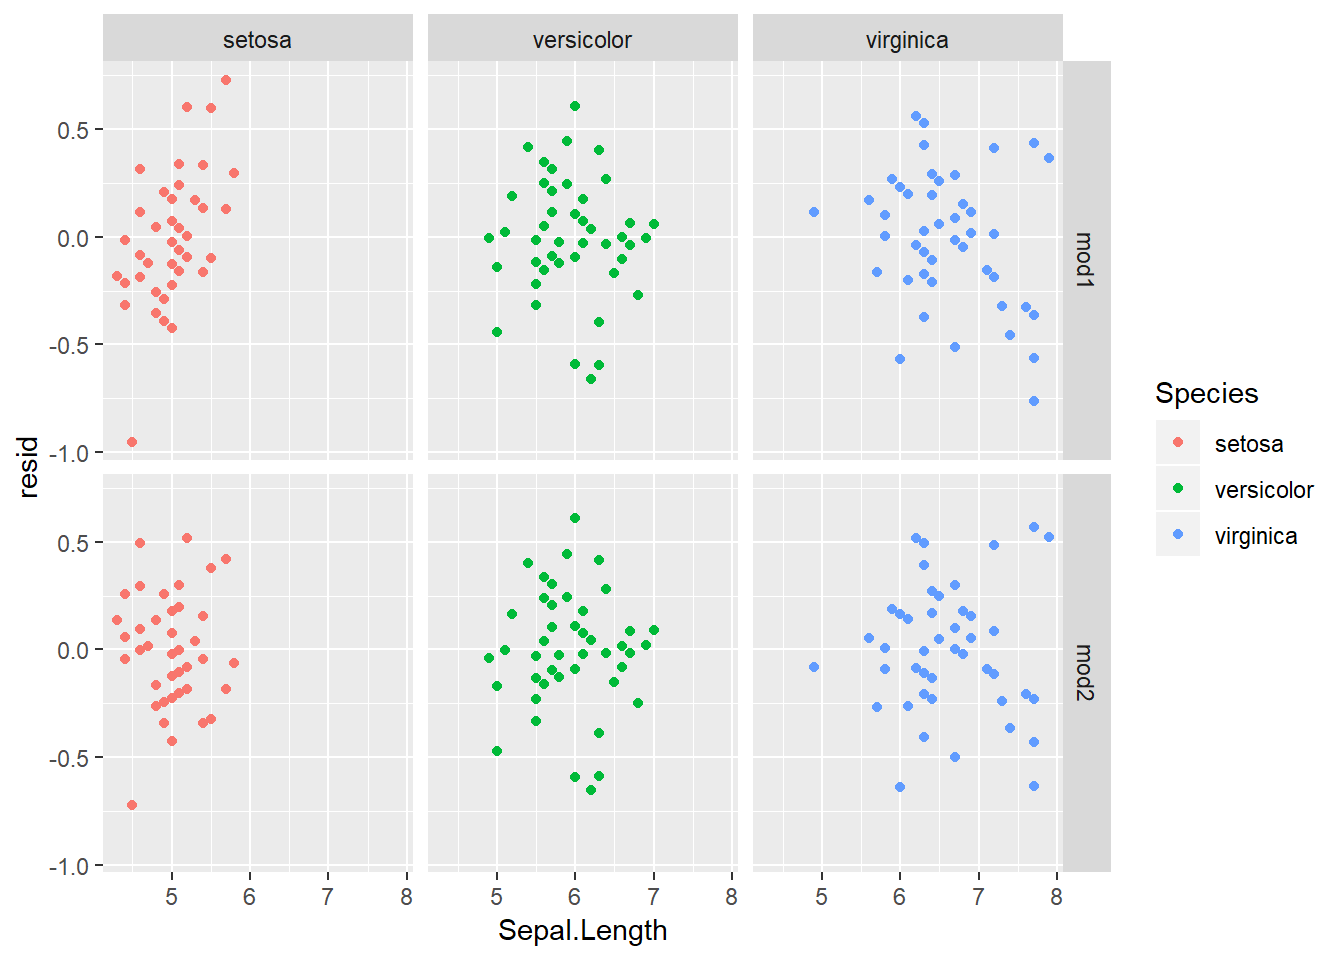 setosa
versicolor
virginica
0.5
0.0
-0.5
-1.0
mod1
0.5
0.0
-0.5
-1.0
mod2
resid
5 6 7 8
5 6 7 8
5 6 7 8
Sepal.Length
Species
setosa
versicolor
virginica